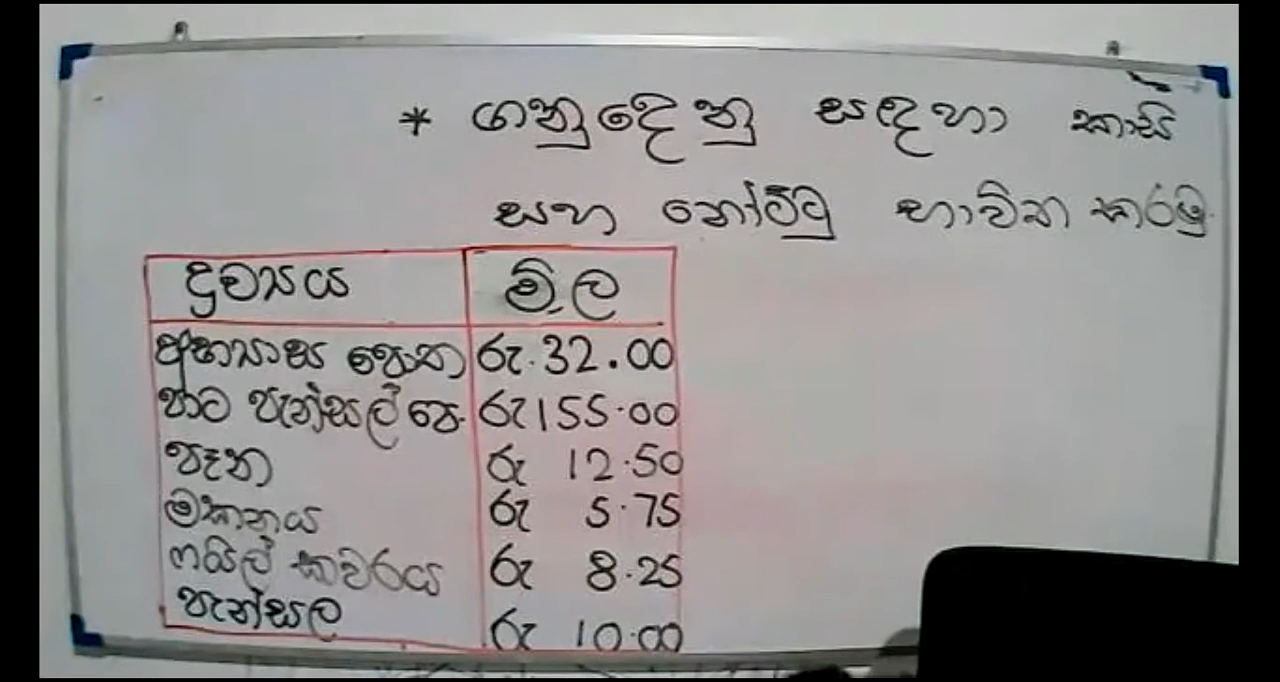 * ගනුදෙනු සඳහා කාසි
සහ නෝට්ටු භාවිත කරමු.
ද්‍රව්‍යය මිල
අභ්‍යාස පොත රු. 32.00
පාට පැන්සල් පෙ. රු 155.00
පෑන රු 12.50
මකනය රු 5.75
ෆයිල් කවරය රු 8.25
පැන්සල රු 10.00